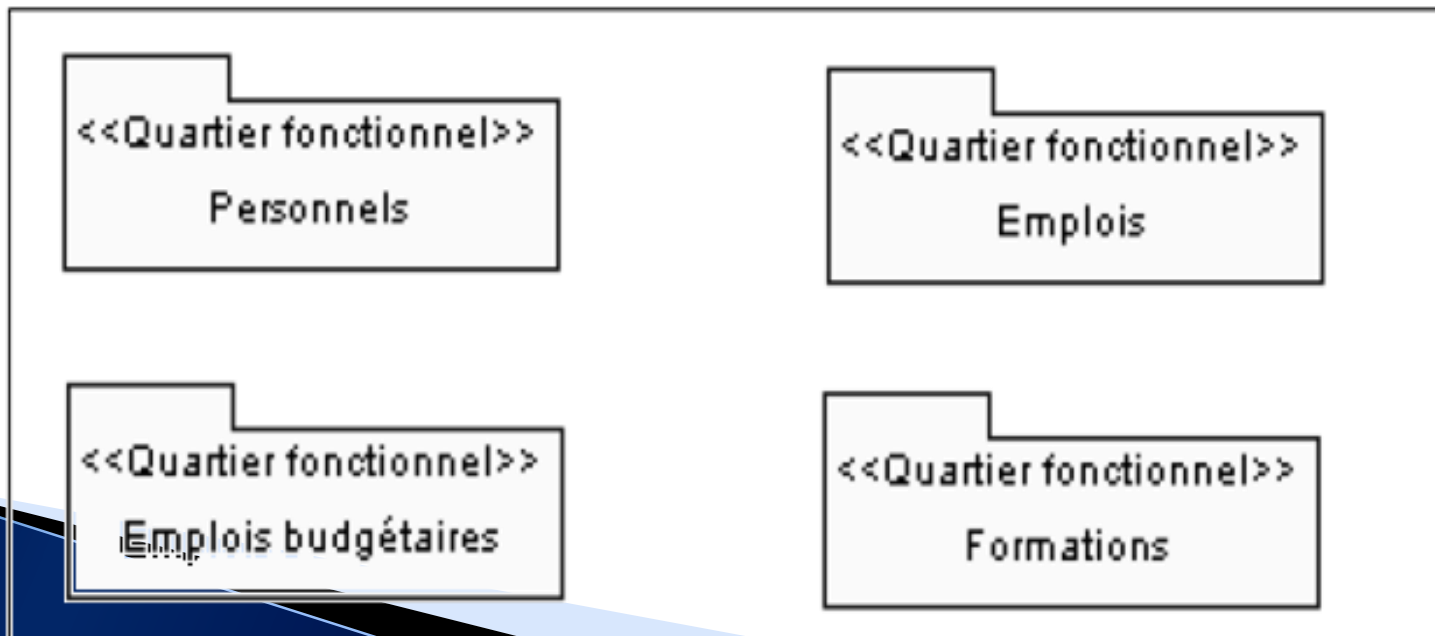 <<Quartier fonctionnel>>
Personnels
<<Quartier fonctionnel>>
Emplois
<<Quartier fonctionnel>>
Emplois budgétaires
<<Quartier fonctionnel>>
Formations